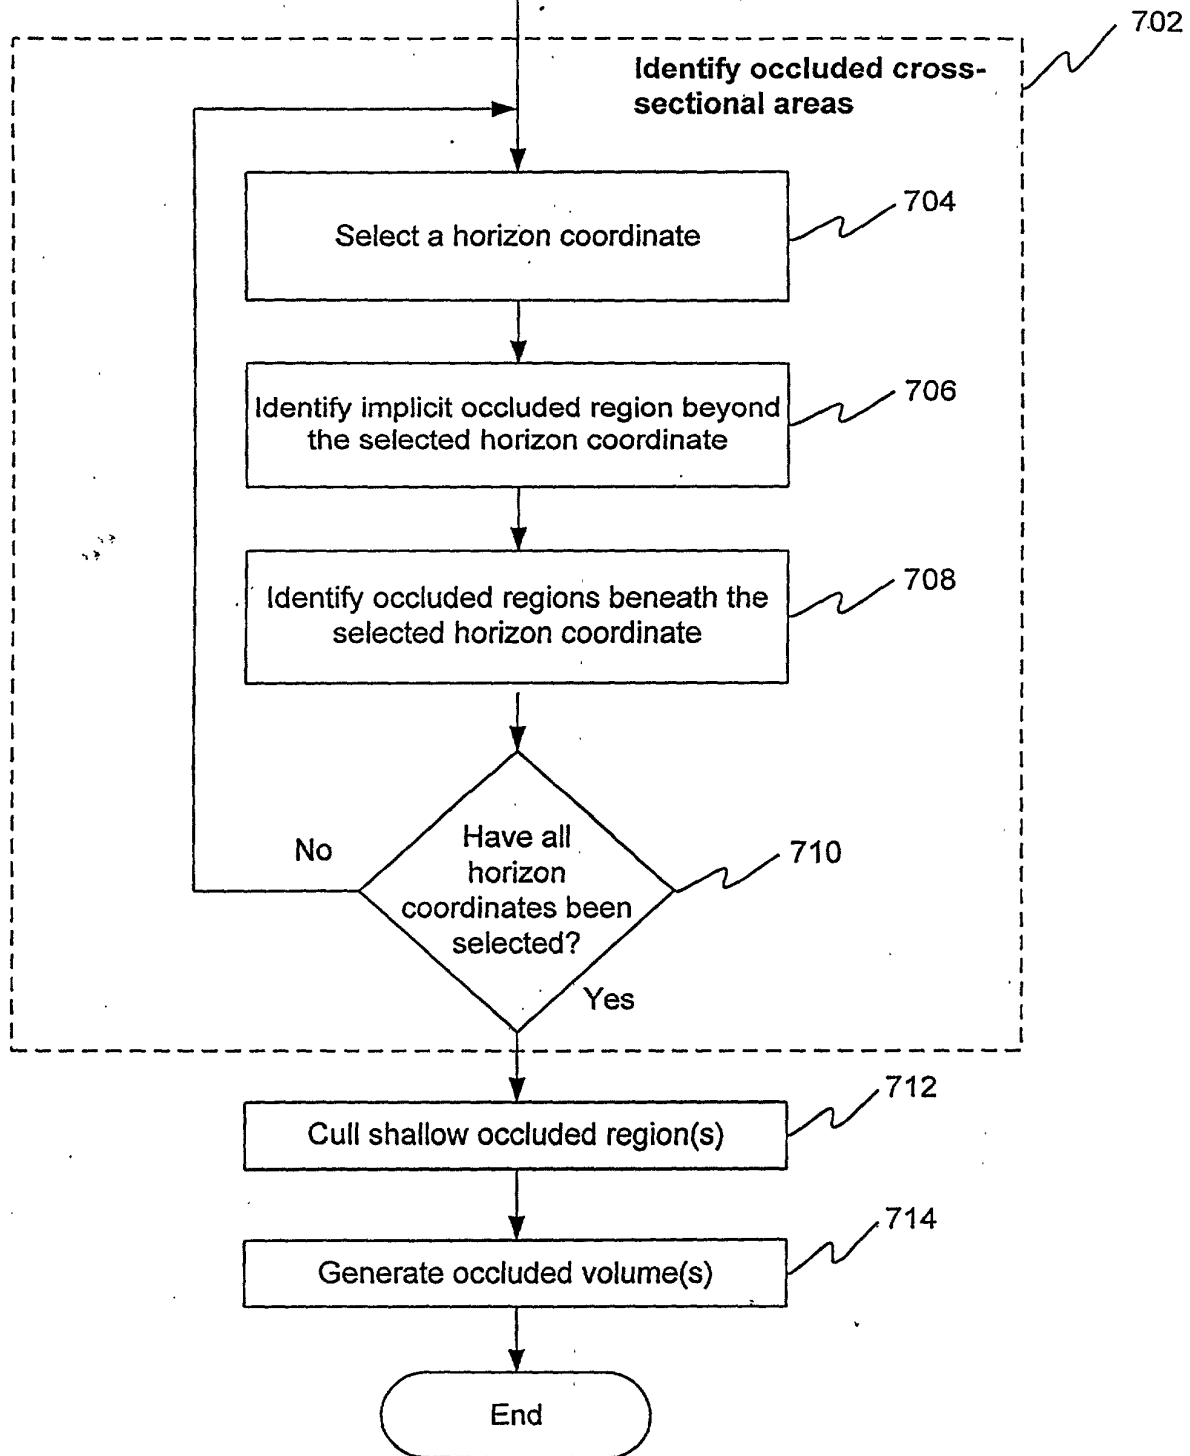 702
Identify occluded cross-
sectional areas
704
Select a horizon coordinate
706
Identify implicit occluded region beyond
the selected horizon coordinate
708
Identify occluded regions beneath the
selected horizon coordinate
No
Have all
horizon
coordinates been
selected?
710
Yes
712
Cull shallow occluded region(s)
714
Generate occluded volume(s)
End